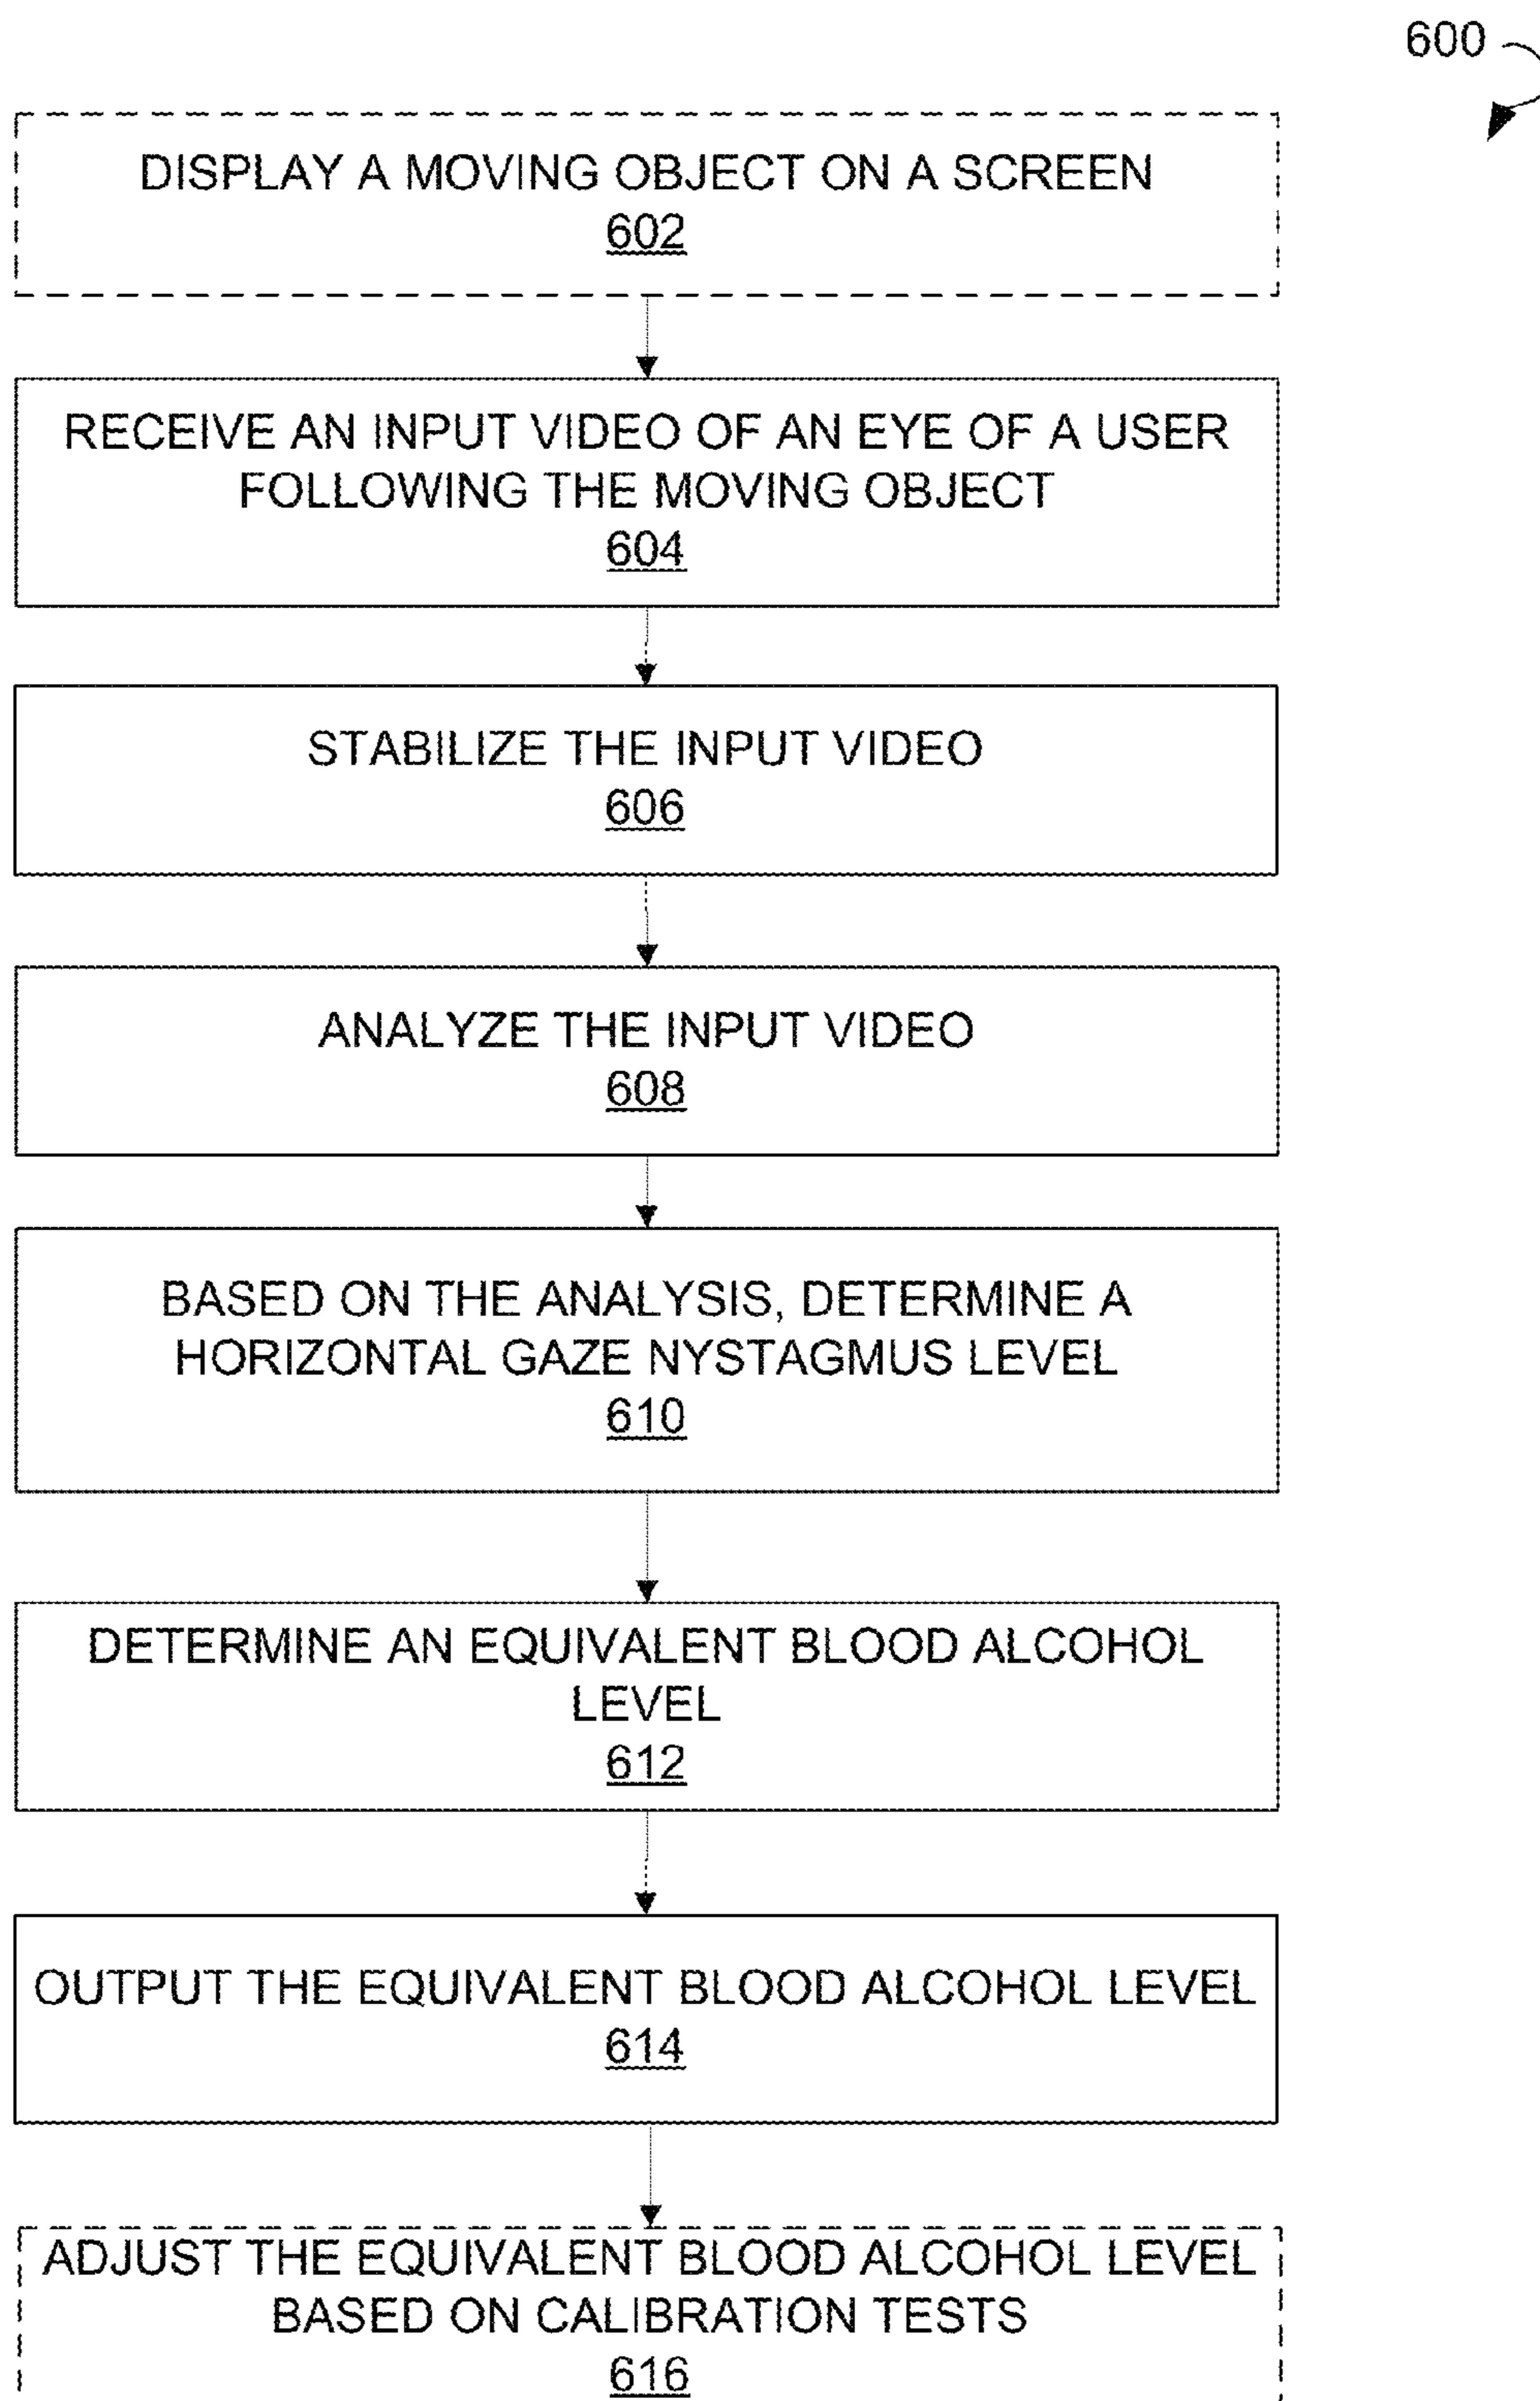 600
DISPLAY A MOVING OBJECT ON A SCREEN
602
RECEIVE AN INPUT VIDEO OF AN EYE OF A USER
FOLLOWING THE MOVING OBJECT
604
STABILIZE THE INPUT VIDEO
606
ANALYZE THE INPUT VIDEO
608
BASED ON THE ANALYSIS, DETERMINE A
HORIZONTAL GAZE NYSTAGMUS LEVEL
610
DETERMINE AN EQUIVALENT BLOOD ALCOHOL
LEVEL
612
OUTPUT THE EQUIVALENT BLOOD ALCOHOL LEVEL
614
ADJUST THE EQUIVALENT BLOOD ALCOHOL LEVEL
BASED ON CALIBRATION TESTS
616